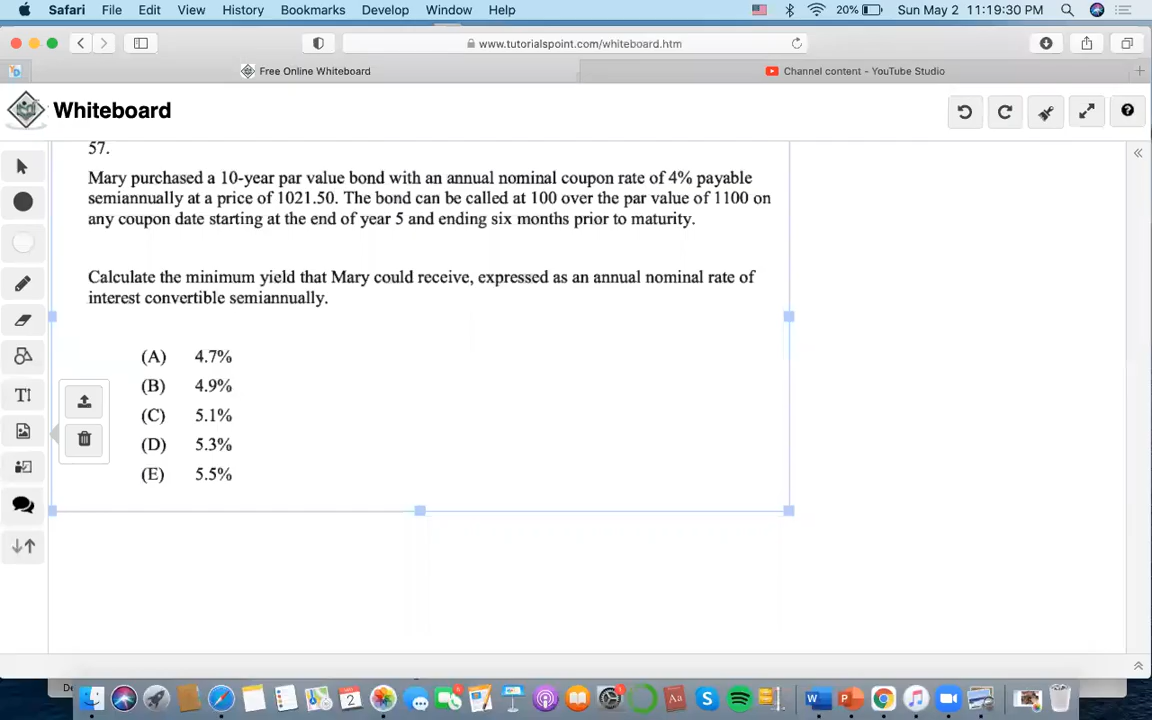 Safari File Edit View History Bookmarks Develop Window Help 20% Sun May 2 11:19:30 PM
www.tutorialspoint.com/whiteboard.htm
Free Online Whiteboard Channel content - YouTube Studio
Whiteboard
57.
Mary purchased a 10-year par value bond with an annual nominal coupon rate of 4% payable
semiannually at a price of 1021.50. The bond can be called at 100 over the par value of 1100 on
any coupon date starting at the end of year 5 and ending six months prior to maturity.
Calculate the minimum yield that Mary could receive, expressed as an annual nominal rate of
interest convertible semiannually.
(A) 4.7%
(B) 4.9%
(C) 5.1%
(D) 5.3%
(E) 5.5%